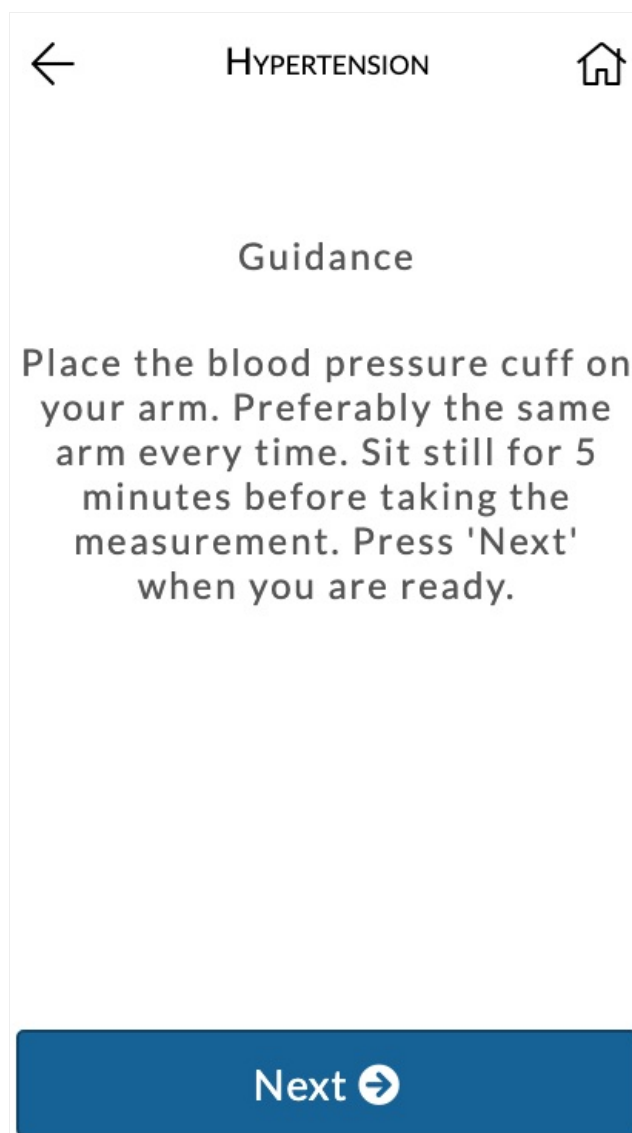 Hypertension
Guidance
Place the blood pressure cuff on
your arm. Preferably the same
arm every time. Sit still for 5
minutes before taking the
measurement. Press 'Next'
when you are ready.
Next